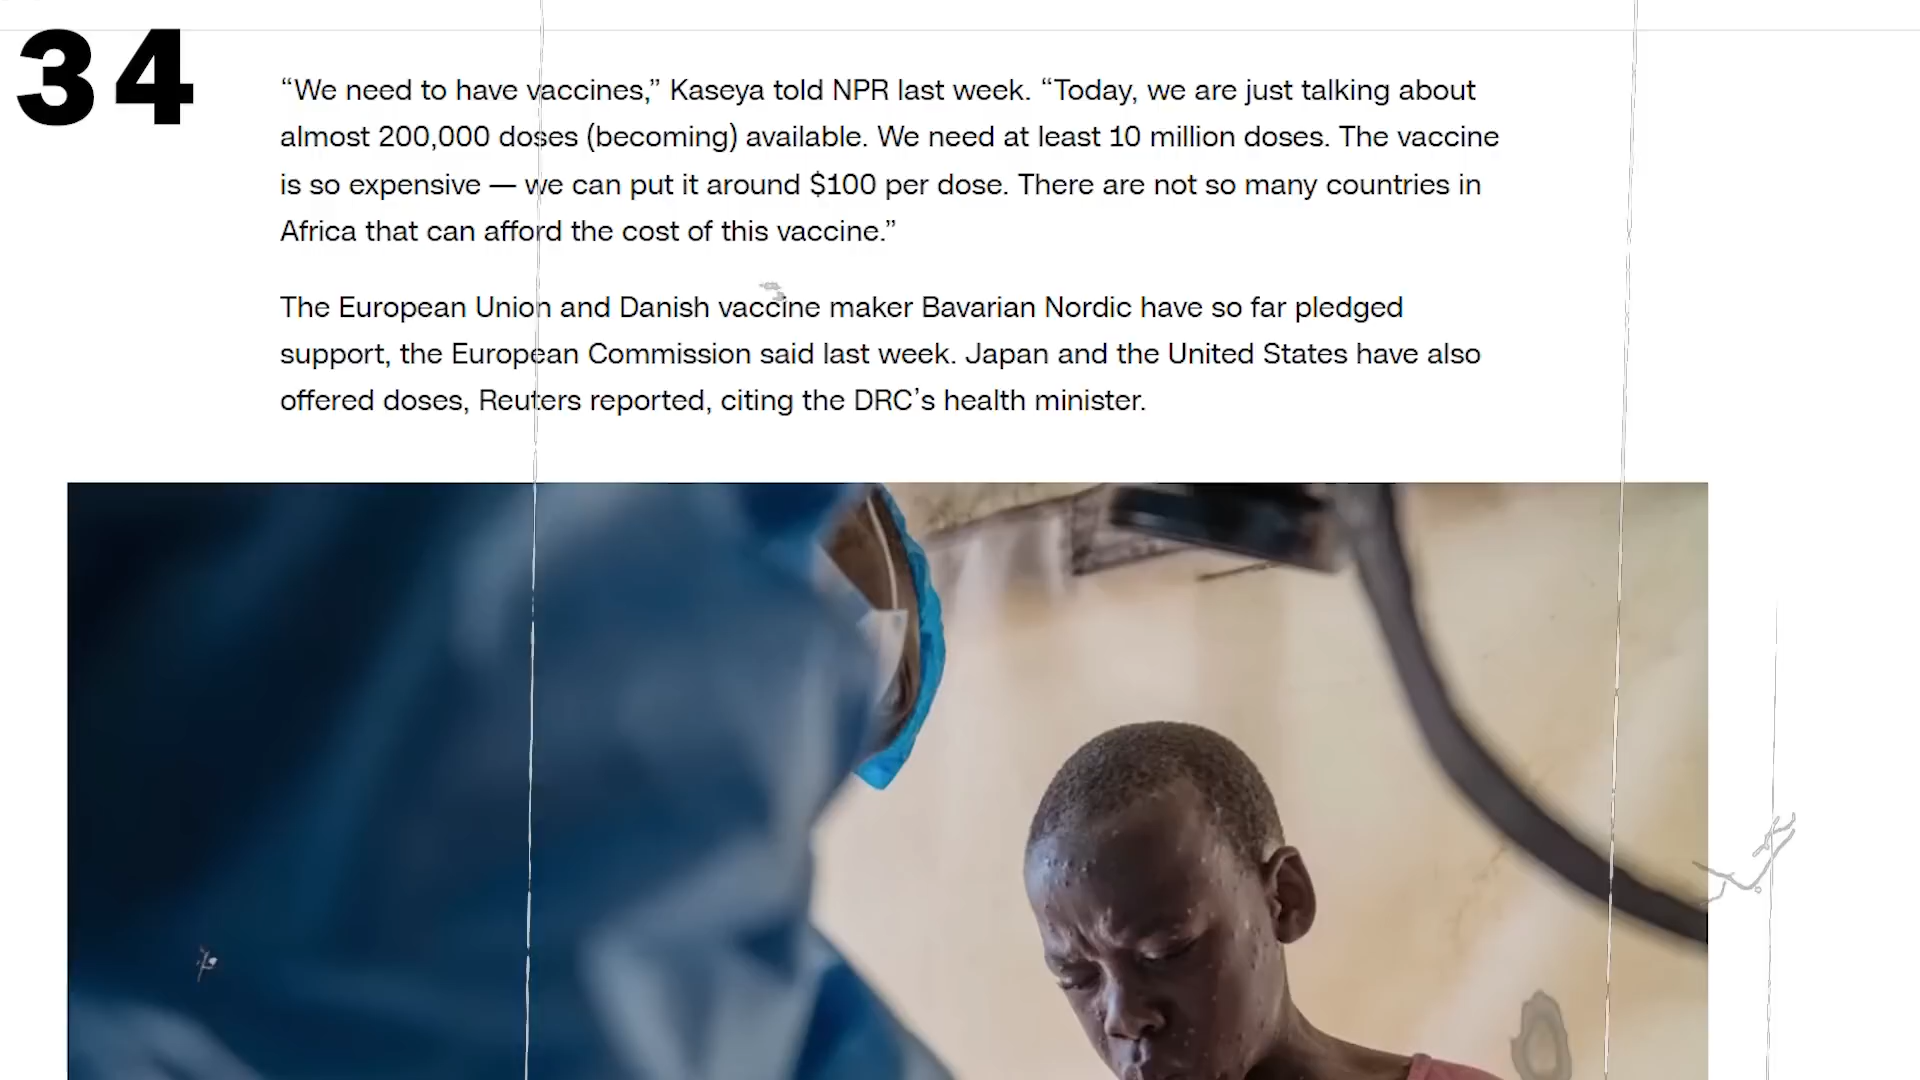 34
“We need to have vaccines,” Kaseya told NPR last week. “Today, we are just talking about
almost 200,000 doses (becoming) available. We need at least 10 million doses. The vaccine
is so expensive — we can put it around $100 per dose. There are not so many countries in
Africa that can afford the cost of this vaccine.”
The European Union and Danish vaccine maker Bavarian Nordic have so far pledged
support, the European Commission said last week. Japan and the United States have also
offered doses, Reuters reported, citing the DRC’s health minister.